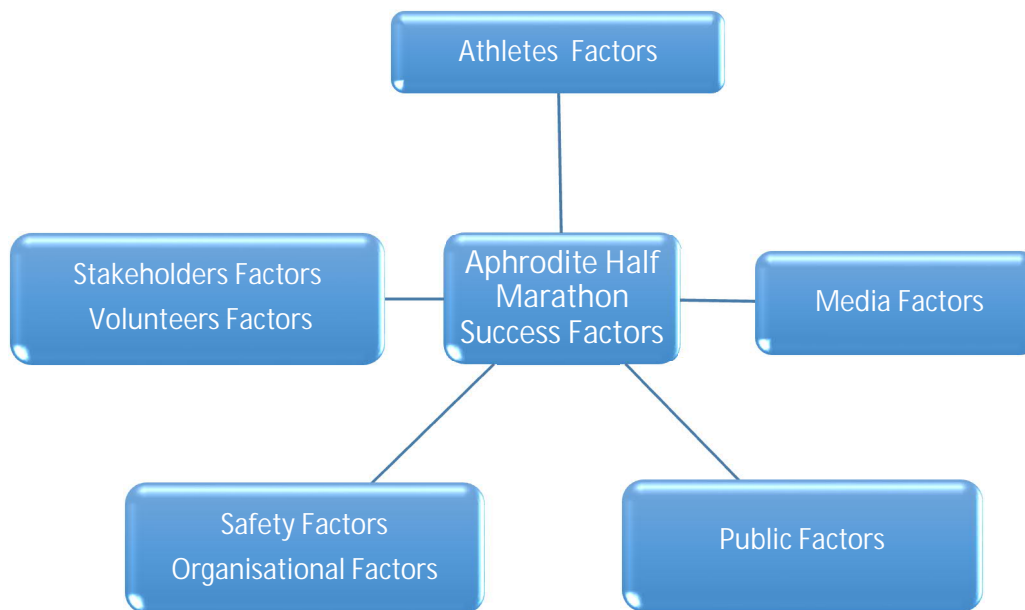 Athletes Factors
Stakeholders Factors
Volunteers Factors
Aphrodite Half
Marathon
Success Factors
Media Factors
Safety Factors
Organisational Factors
Public Factors